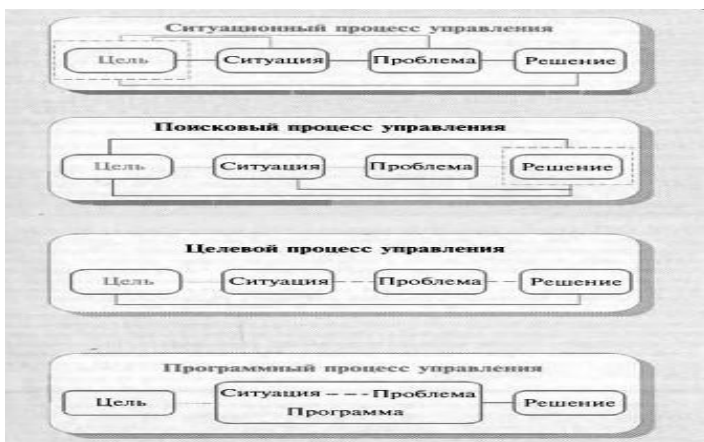 Ситуационный процесс управления
Цель Ситуация Проблема Решение
Поисковый процесс управления
Цель Ситуация Проблема Решение
Целевой процесс управления
Цель Ситуация Проблема Решение
Программный процесс управления
Ситуация Проблема
Цель Решение
Программа